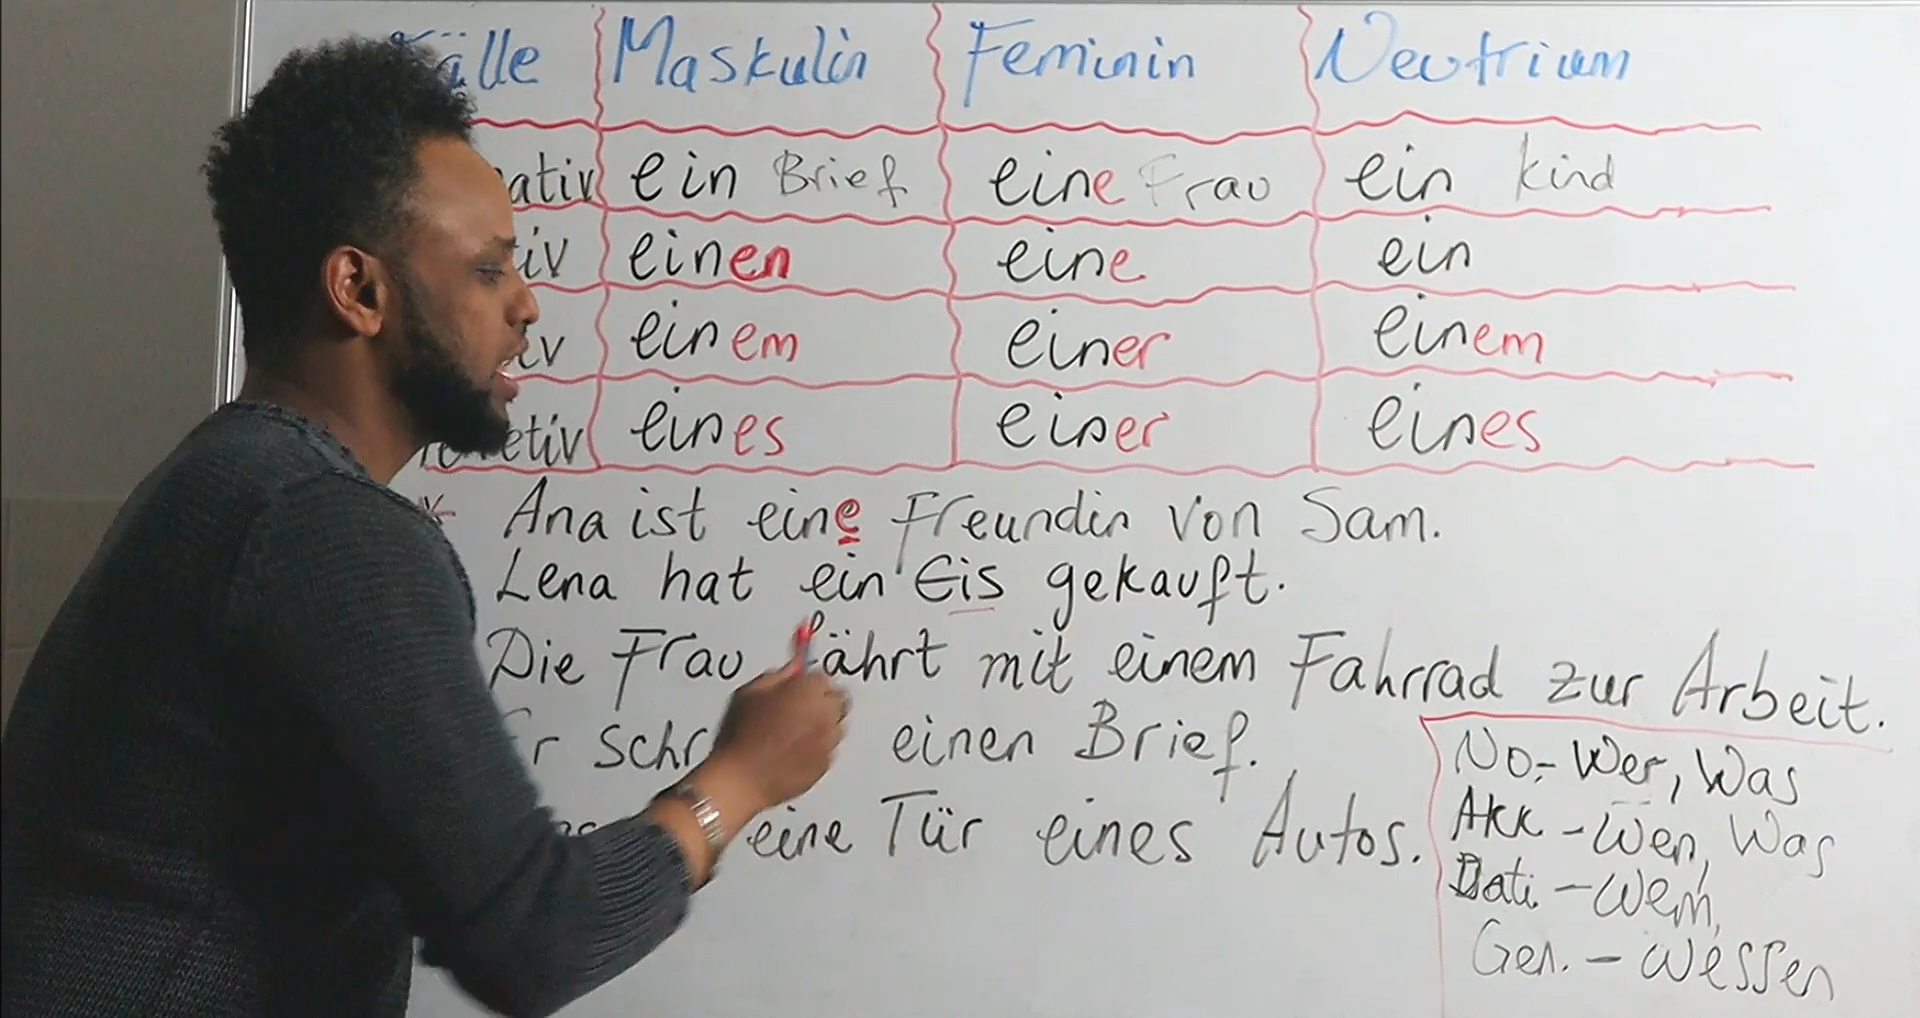 Maskulin Feminin Neutrium
ein Brief eine Frau ein Kind
einen eine ein
einem einer einem
eines einer eines
* Ana ist eine Freundin von Sam.
Lena hat ein Eis gekauft.
Die Frau fährt mit einem Fahrrad zur Arbeit.
einen Brief.
eine Tür eines Autos.
No.- Wer, Was
Akk - Wen, Was
Dati. - Wem,
Gen. - Wessen